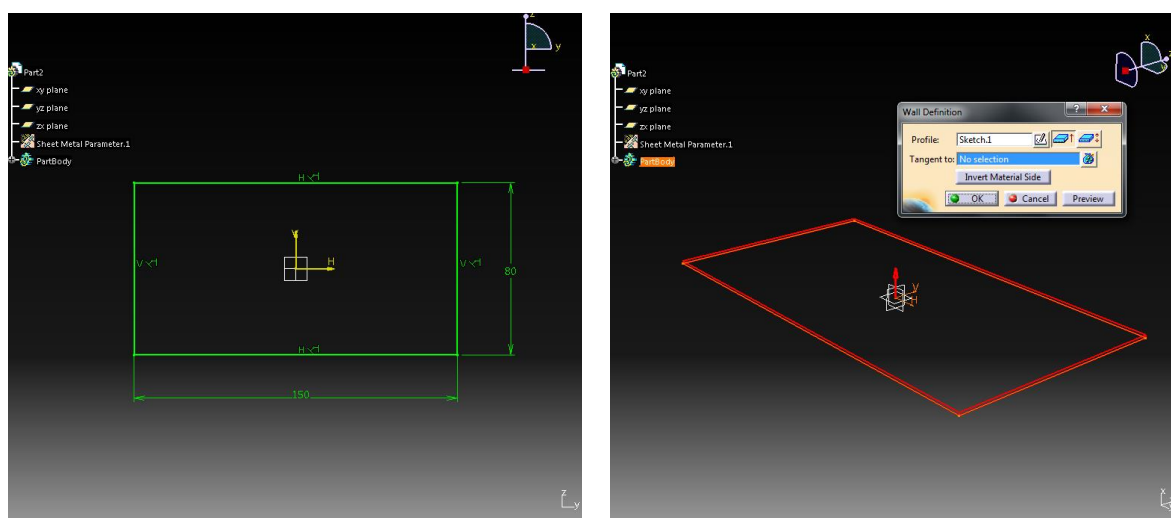 z
x
y
Part2
xy plane
yz plane
zx plane
Sheet Metal Parameter.1
PartBody
H
V
H
V
V
80
H
150
z
y
x
z
y
Part2
xy plane
yz plane
zx plane
Sheet Metal Parameter.1
PartBody
Wall Definition
Profile: Sketch.1
Tangent to: No selection
Invert Material Side
OK Cancel Preview
y
H
x